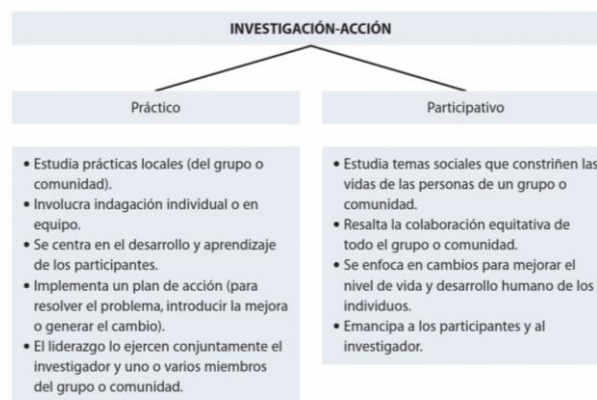 INVESTIGACIÓN-ACCIÓN
Práctico
• Estudia prácticas locales (del grupo o
comunidad).
• Involucra indagación individual o en
equipo.
• Se centra en el desarrollo y aprendizaje
de los participantes.
• Implementa un plan de acción (para
resolver el problema, introducir la mejora
o generar el cambio).
• El liderazgo lo ejercen conjuntamente el
investigador y uno o varios miembros
del grupo o comunidad.
Participativo
• Estudia temas sociales que constriñen las
vidas de las personas de un grupo o
comunidad.
• Resalta la colaboración equitativa de
todo el grupo o comunidad.
• Se enfoca en cambios para mejorar el
nivel de vida y desarrollo humano de los
individuos.
• Emancipa a los participantes y al
investigador.